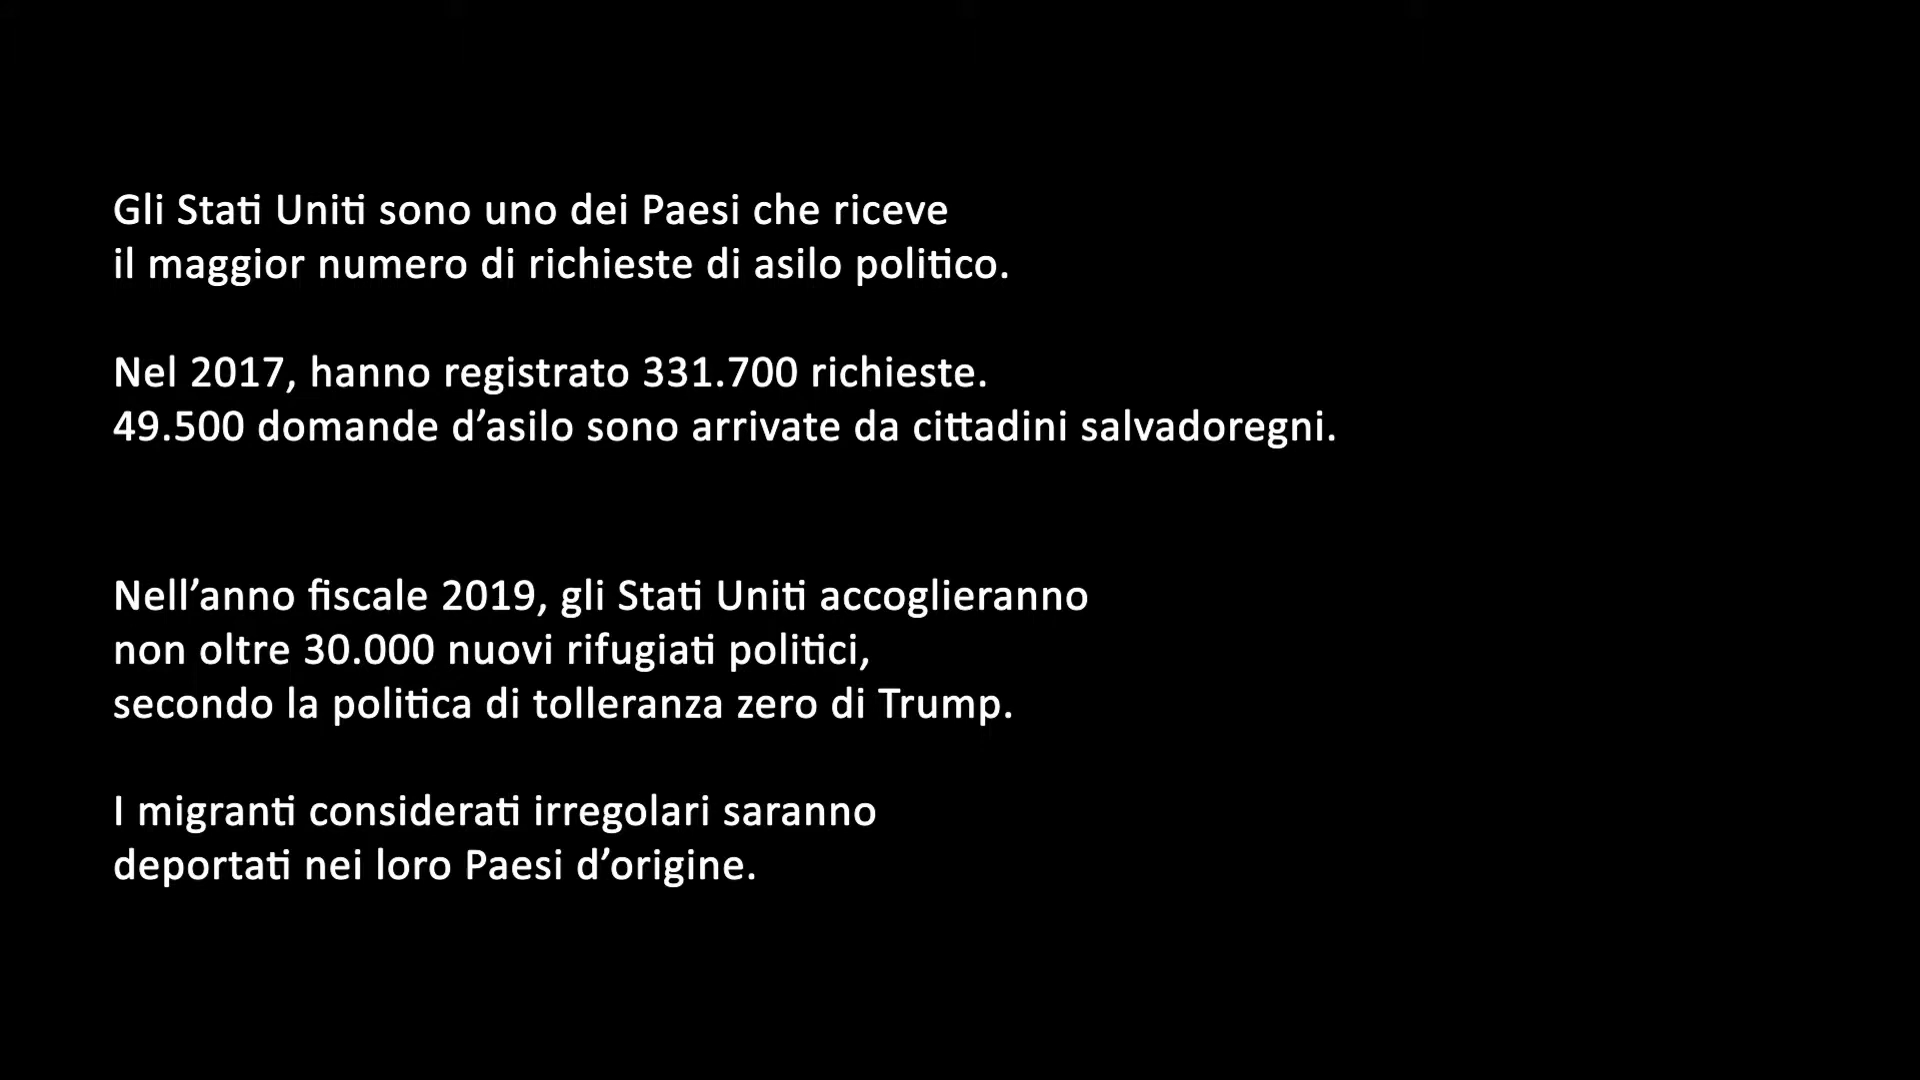 Gli Stati Uniti sono uno dei Paesi che riceve
il maggior numero di richieste di asilo politico.
Nel 2017, hanno registrato 331.700 richieste.
49.500 domande d’asilo sono arrivate da cittadini salvadoregni.
Nell’anno fiscale 2019, gli Stati Uniti accoglieranno
non oltre 30.000 nuovi rifugiati politici,
secondo la politica di tolleranza zero di Trump.
I migranti considerati irregolari saranno
deportati nei loro Paesi d’origine.